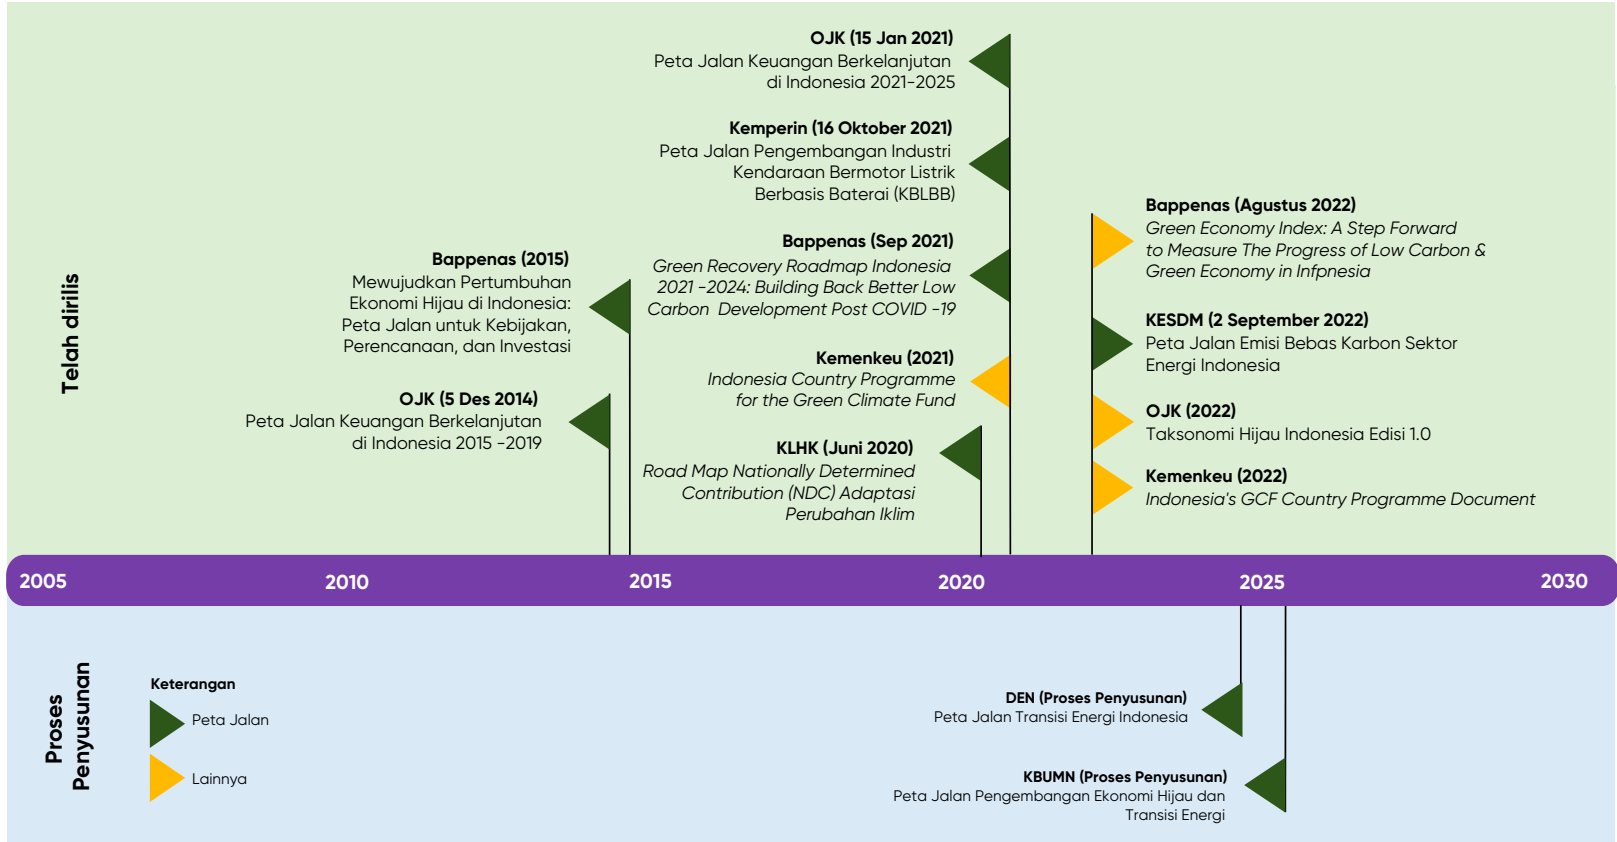 Telah dirilis
OJK (15 Jan 2021)
Peta Jalan Keuangan Berkelanjutan
di Indonesia 2021-2025
Kemperin (16 Oktober 2021)
Peta Jalan Pengembangan Industri
Kendaraan Bermotor Listrik
Berbasis Baterai (KBLBB)
Bappenas (Sep 2021)
Green Recovery Roadmap Indonesia
2021 -2024: Building Back Better Low
Carbon Development Post COVID -19
Kemenkeu (2021)
Indonesia Country Programme
for the Green Climate Fund
KLHK (Juni 2020)
Road Map Nationally Determined
Contribution (NDC) Adaptasi
Perubahan Iklim
Bappenas (2015)
Mewujudkan Pertumbuhan
Ekonomi Hijau di Indonesia:
Peta Jalan untuk Kebijakan,
Perencanaan, dan Investasi
OJK (5 Des 2014)
Peta Jalan Keuangan Berkelanjutan
di Indonesia 2015 -2019
Bappenas (Agustus 2022)
Green Economy Index: A Step Forward
to Measure The Progress of Low Carbon &
Green Economy in Infpnesia
KESDM (2 September 2022)
Peta Jalan Emisi Bebas Karbon Sektor
Energi Indonesia
OJK (2022)
Taksonomi Hijau Indonesia Edisi 1.0
Kemenkeu (2022)
Indonesia's GCF Country Programme Document
2005 2010 2015 2020 2025 2030
Proses
Penyusunan
Keterangan
Peta Jalan
Lainnya
DEN (Proses Penyusunan)
Peta Jalan Transisi Energi Indonesia
KBUMN (Proses Penyusunan)
Peta Jalan Pengembangan Ekonomi Hijau dan
Transisi Energi